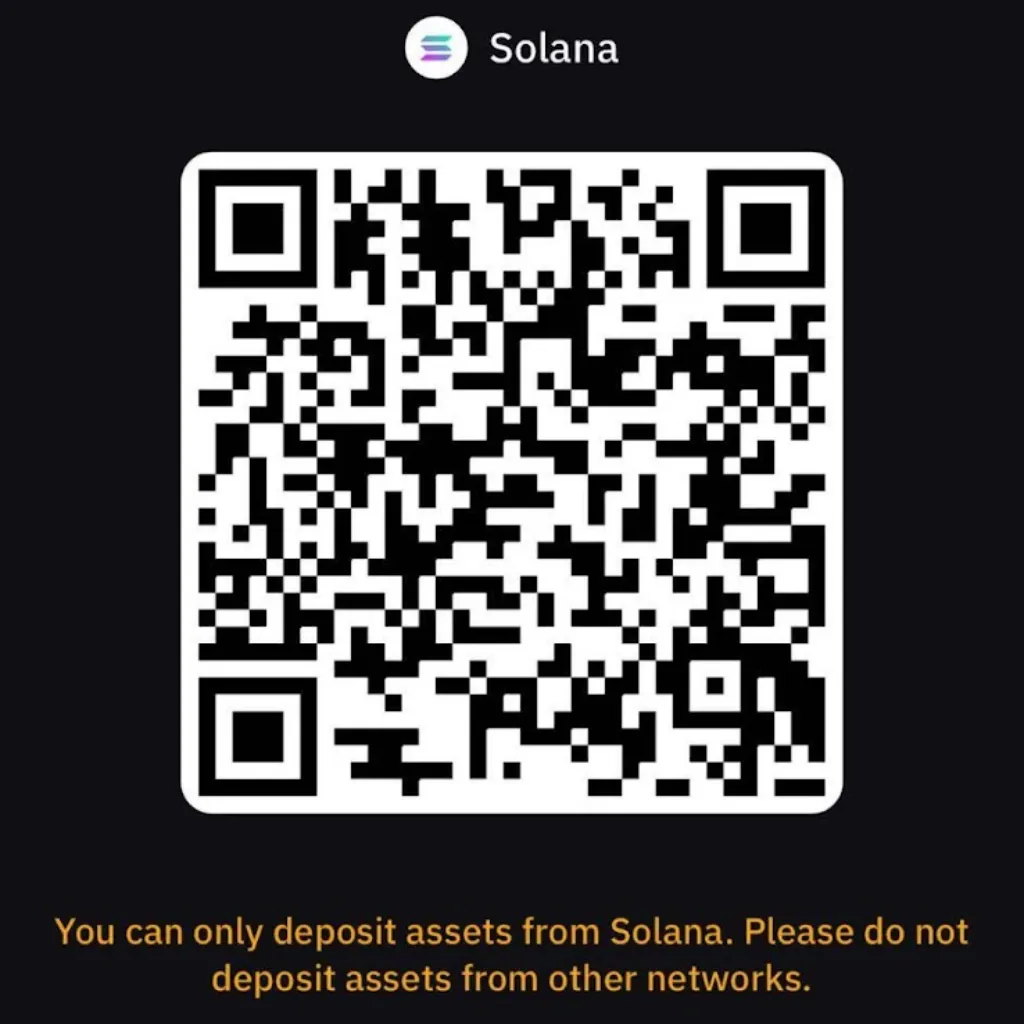 Solana
You can only deposit assets from Solana. Please do not
deposit assets from other networks.